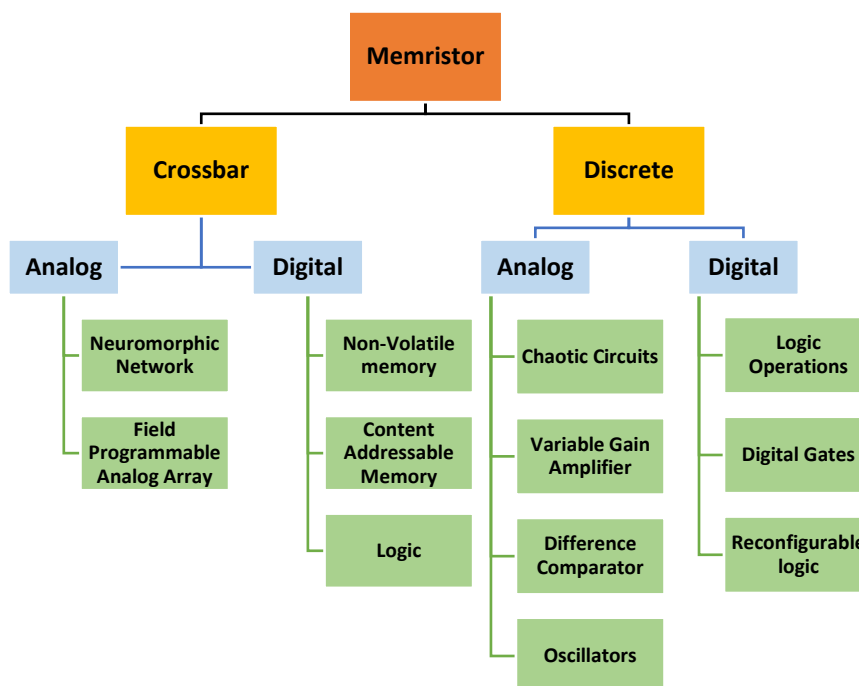 Memristor
Crossbar
Discrete
Analog
Digital
Analog
Digital
Neuromorphic
Network
Field
Programmable
Analog Array
Non-Volatile
memory
Content
Addressable
Memory
Logic
Chaotic Circuits
Variable Gain
Amplifier
Difference
Comparator
Oscillators
Logic
Operations
Digital Gates
Reconfigurable
logic